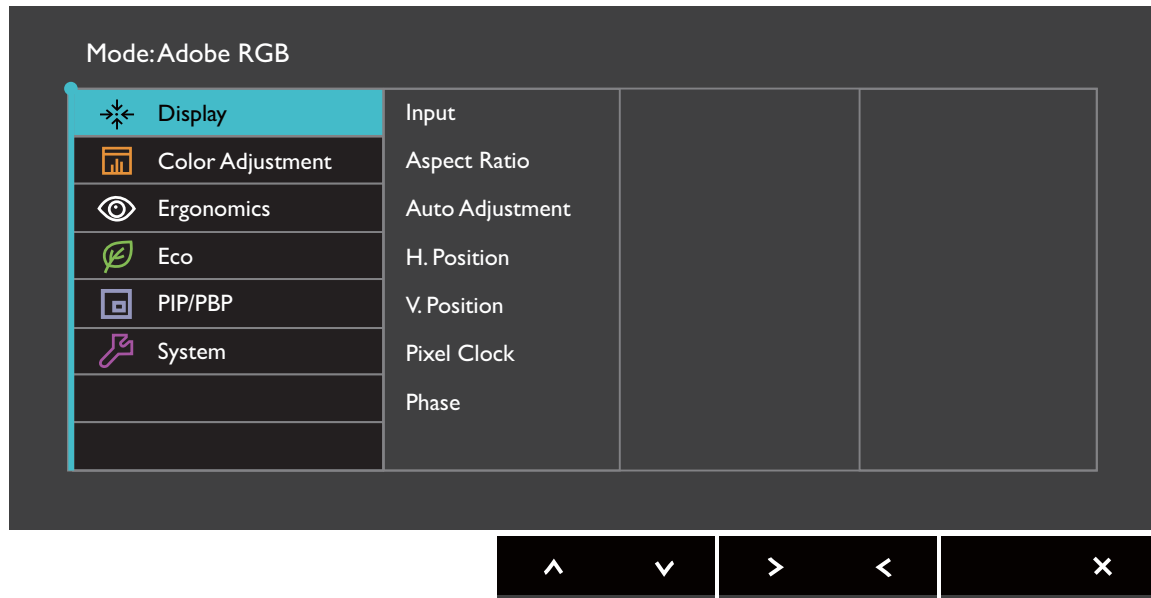 Mode: Adobe RGB
Display
Color Adjustment
Ergonomics
Eco
PIP/PBP
System
Input
Aspect Ratio
Auto Adjustment
H. Position
V. Position
Pixel Clock
Phase